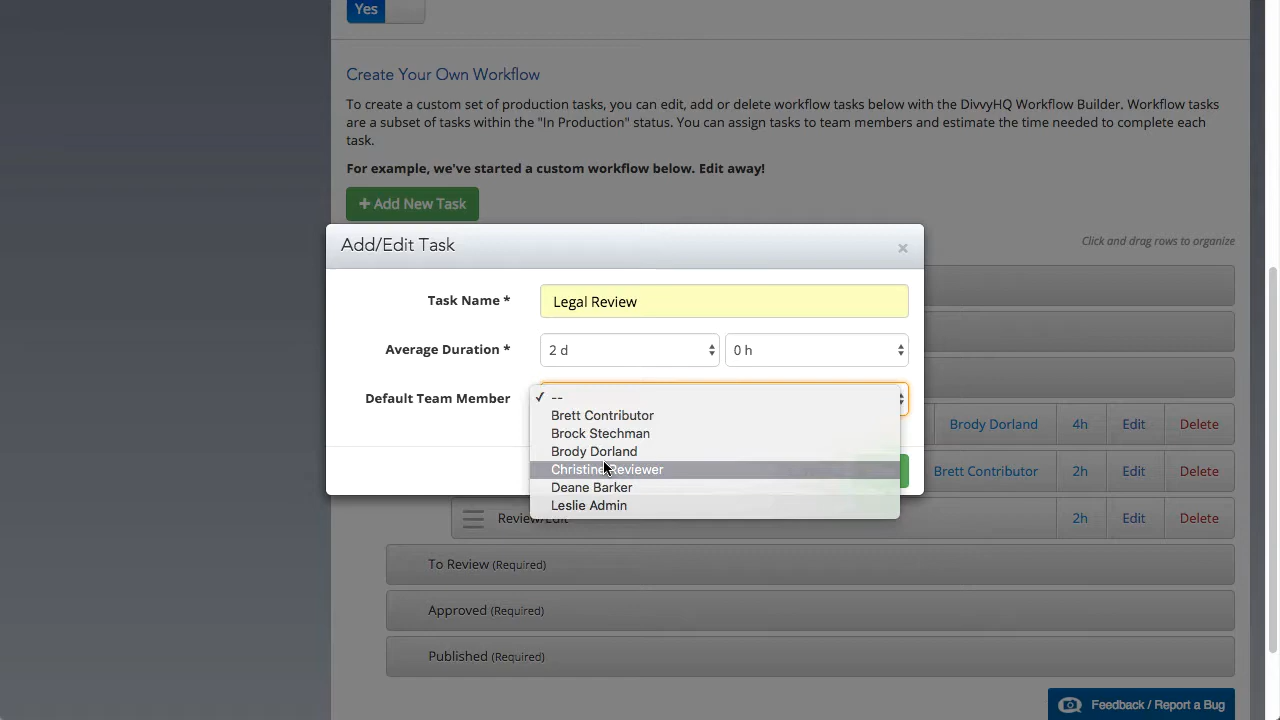 Yes
Create Your Own Workflow
To create a custom set of production tasks, you can edit, add or delete workflow tasks below with the DivvyHQ Workflow Builder. Workflow tasks
are a subset of tasks within the "In Production" status. You can assign tasks to team members and estimate the time needed to complete each
task.
For example, we've started a custom workflow below. Edit away!
+ Add New Task
Click and drag rows to organize
Add/Edit Task
×
Task Name *
Legal Review
Average Duration *
2 d
0 h
Default Team Member
✓ --
Brett Contributor
Brock Stechman
Brody Dorland
Christine Reviewer
Deane Barker
Leslie Admin
Brody Dorland 4h Edit Delete
Brett Contributor 2h Edit Delete
Review/Edit 2h Edit Delete
To Review (Required)
Approved (Required)
Published (Required)
Feedback / Report a Bug